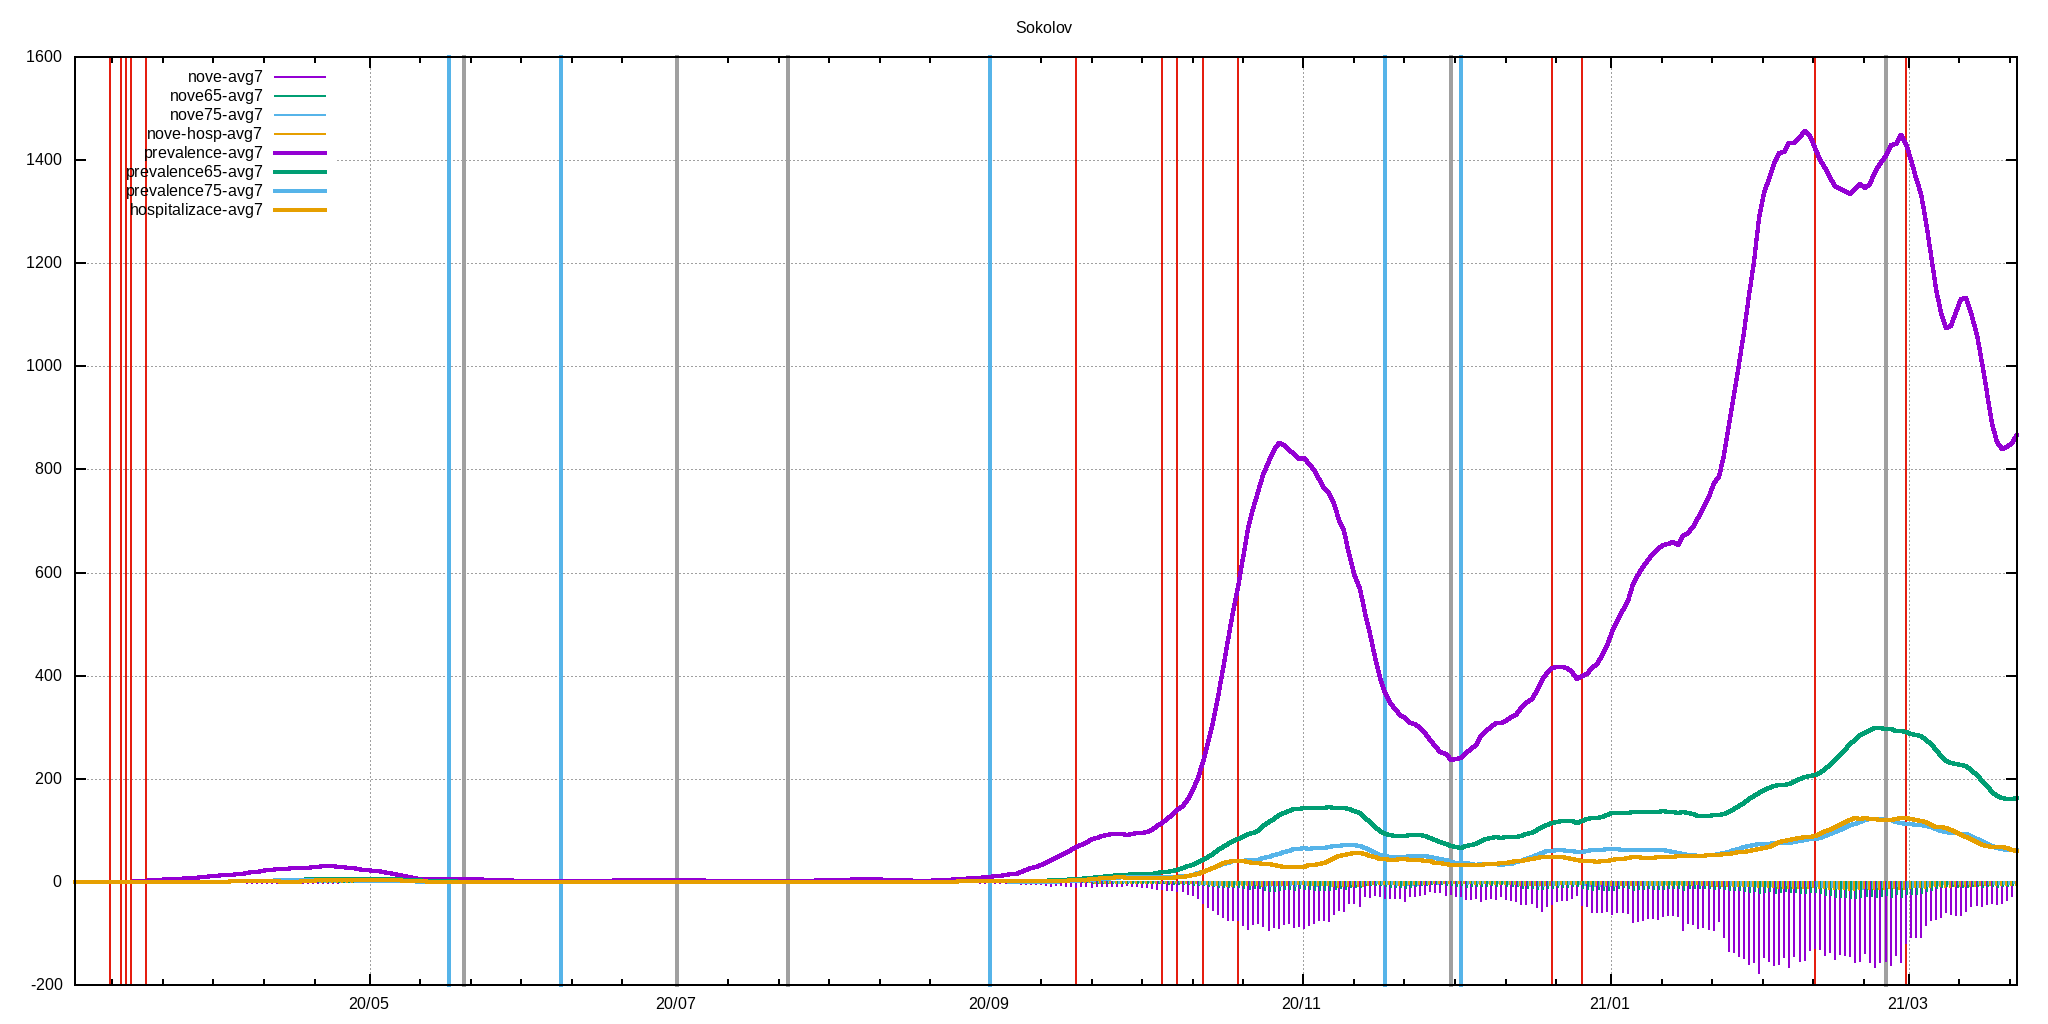 Sokolov
1600
1400
1200
1000
800
600
400
200
0
-200
nove-avg7
nove65-avg7
nove75-avg7
nove-hosp-avg7
prevalence-avg7
prevalence65-avg7
prevalence75-avg7
hospitalizace-avg7
20/05 20/07 20/09 20/11 21/01 21/03